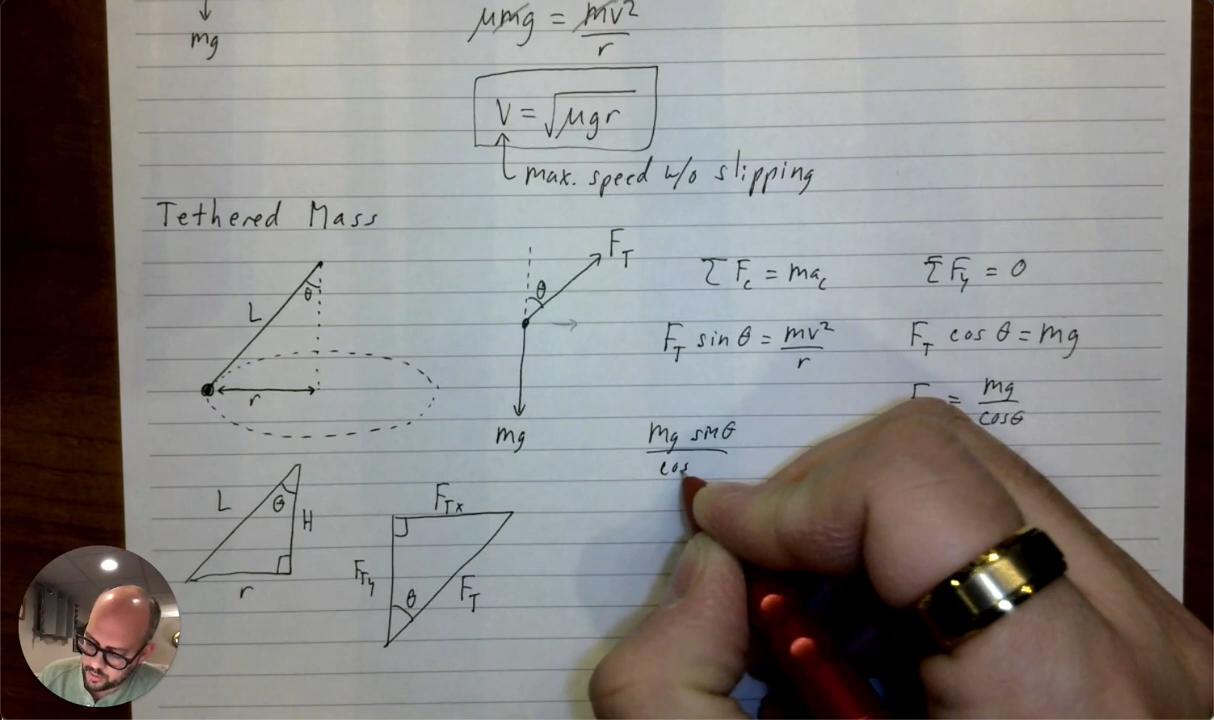 mg
μmg = mv²
r
V = √μgr
max. speed w/o slipping
Tethered Mass
θ
L
r
F_T
θ
mg
ΣF_c = ma_c
ΣF_y = 0
F_T sin θ = mv²/r
F_T cos θ = mg
= mg/cosθ
mg sinθ
cos
L
θ
H
r
F_Tx
F_Ty
θ
F_T